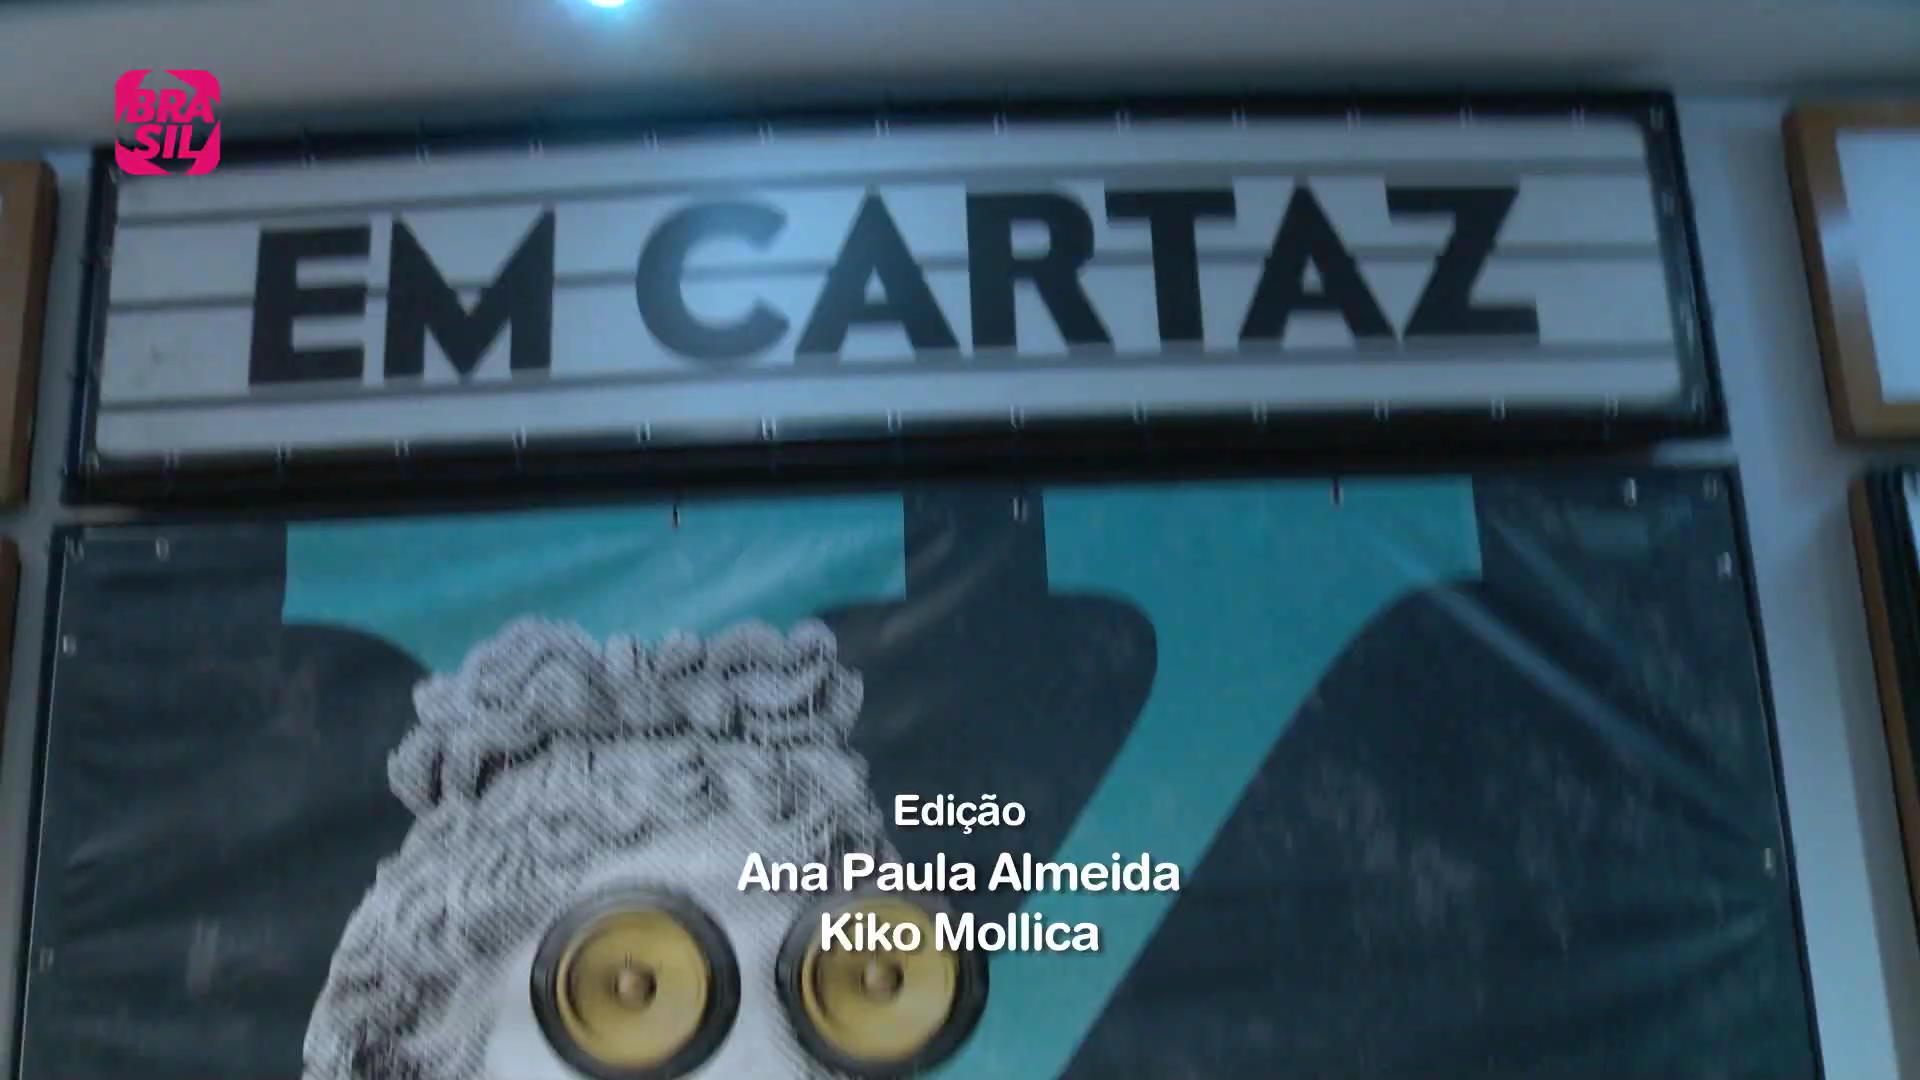 BRA
SIL
EM CARTAZ
Edição
Ana Paula Almeida
Kiko Mollica